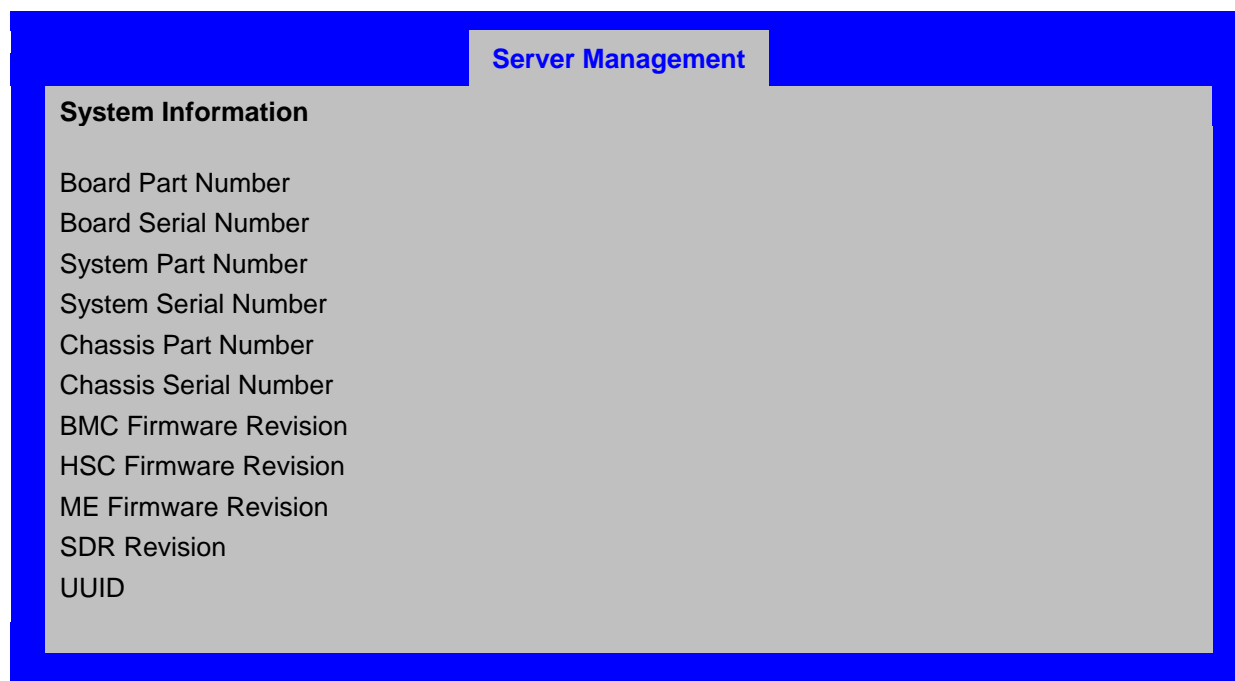 Server Management
System Information
Board Part Number
Board Serial Number
System Part Number
System Serial Number
Chassis Part Number
Chassis Serial Number
BMC Firmware Revision
HSC Firmware Revision
ME Firmware Revision
SDR Revision
UUID